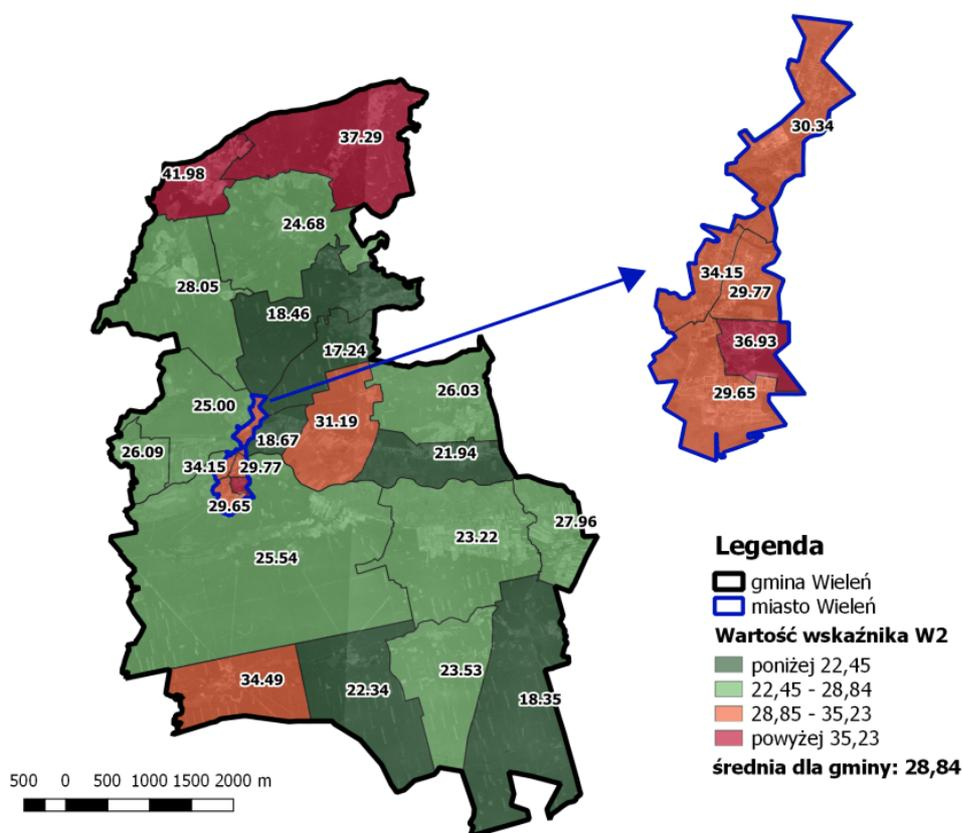 30.34
37.29
41.98
24.68
34.15
29.77
28.05
18.46
36.93
17.24
26.03
29.65
25.00
31.19
18.67
26.09
21.94
34.15
29.77
29.65
27.96
23.22
25.54
Legenda
gmina Wieleń
miasto Wieleń
Wartość wskaźnika W2
poniżej 22,45
22,45 - 28,84
28,85 - 35,23
powyżej 35,23
średnia dla gminy: 28,84
23.53
34.49
22.34
18.35
500 0 500 1000 1500 2000 m